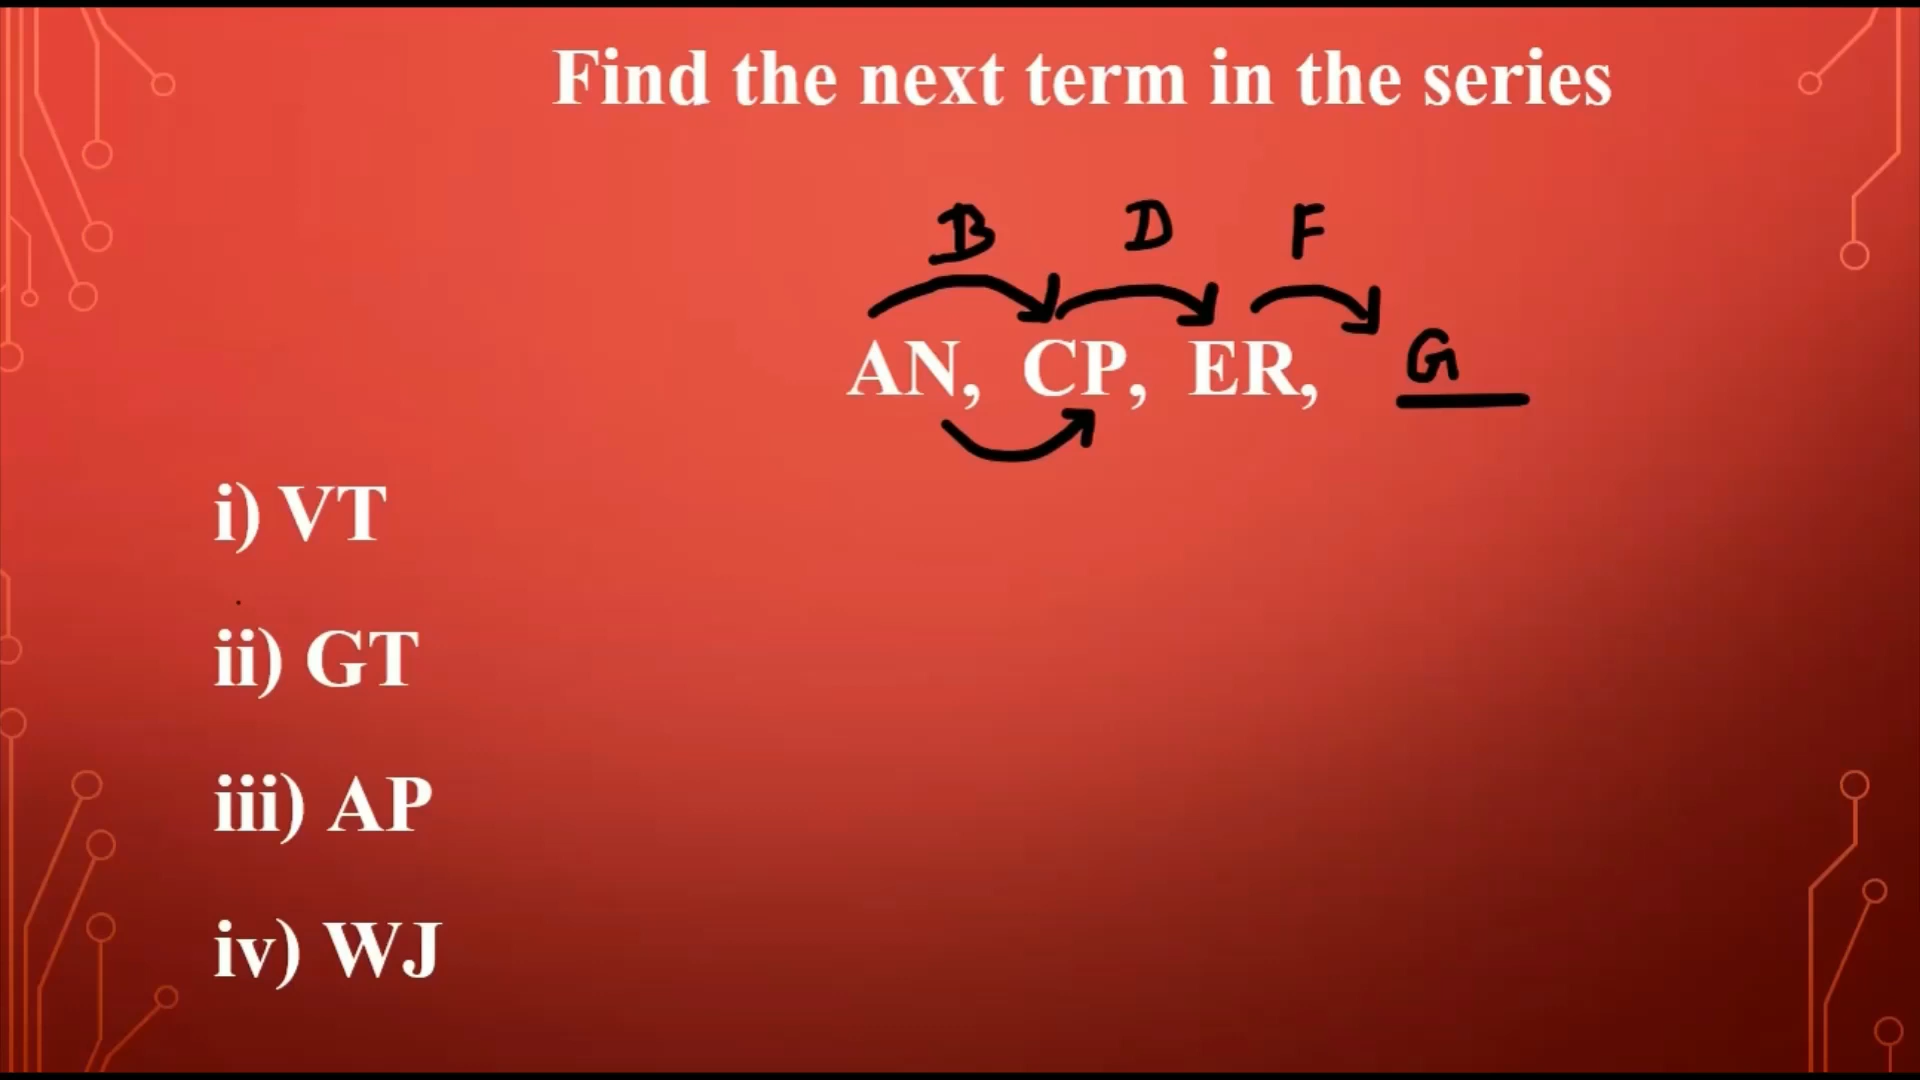 Find the next term in the series
B D F
AN, CP, ER, G
i) VT
ii) GT
iii) AP
iv) WJ